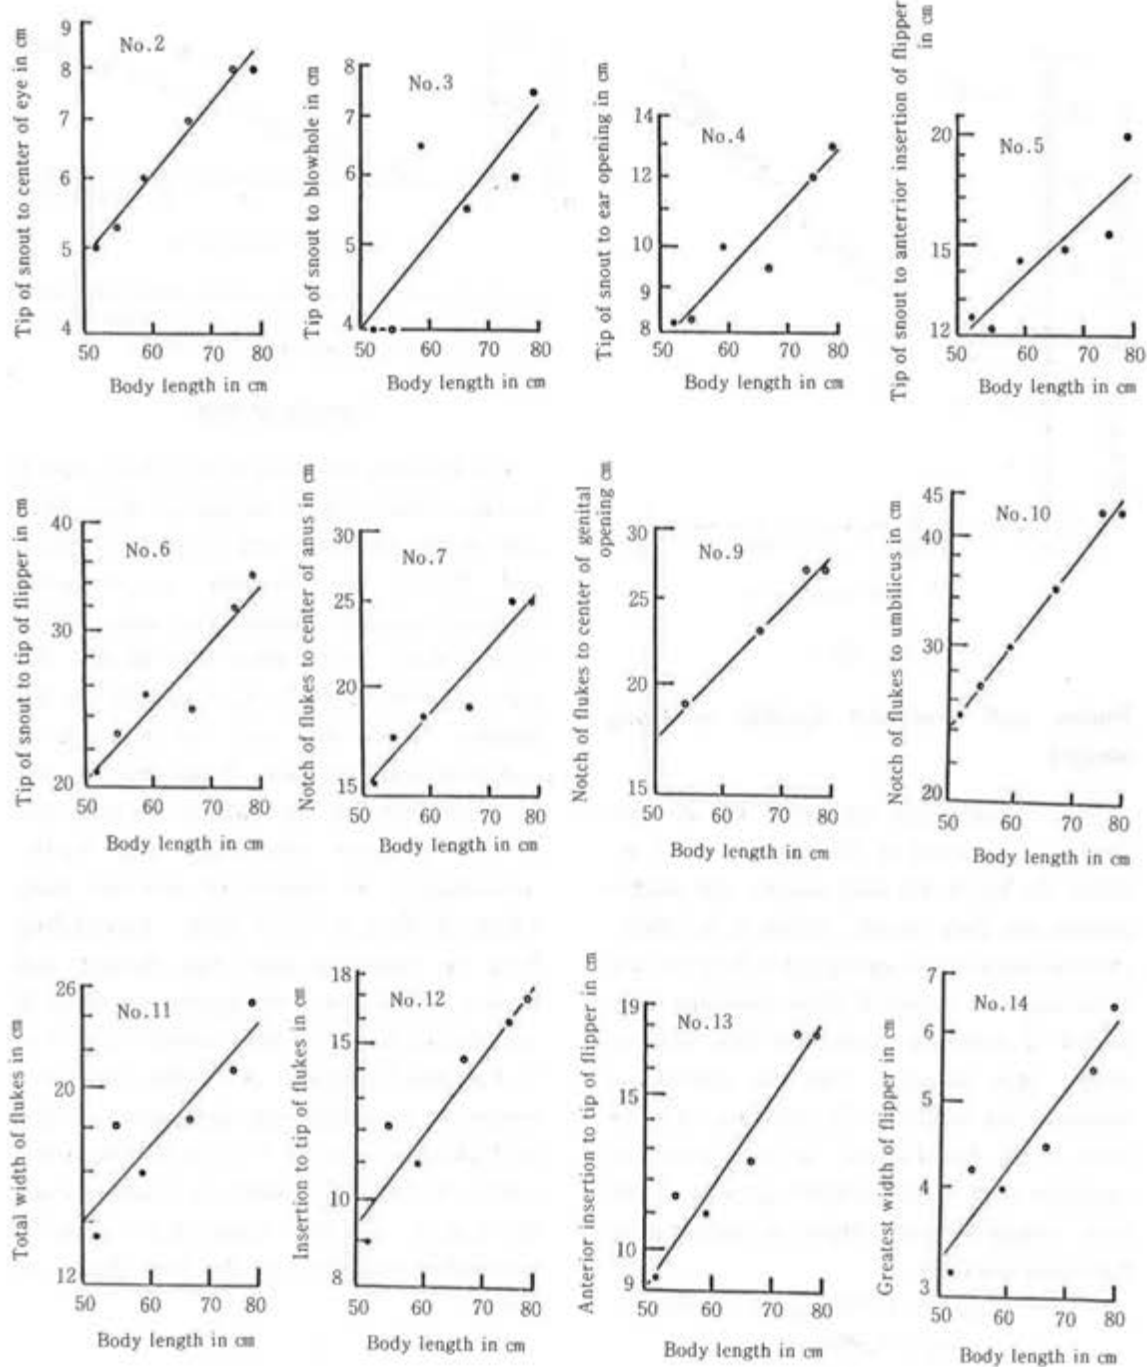 Tip of snout to center of eye in cm
9
8
7
6
5
4
No.2
50 60 70 80
Body length in cm
Tip of snout to blowhole in cm
8
7
6
5
4
No.3
50 60 70 80
Body length in cm
Tip of snout to ear opening in cm
14
12
10
9
8
No.4
50 60 70 80
Body length in cm
Tip of snout to anterrior insertion of flipper
in cm
20
15
12
No.5
50 60 70 80
Body length in cm
Tip of snout to tip of flipper in cm
40
30
20
No.6
50 60 70 80
Body length in cm
Notch of flukes to center of anus in cm
30
25
20
15
No.7
50 60 70 80
Body length in cm
Notch of flukes to center of genital
opening cm
30
25
20
15
No.9
50 60 70 80
Body length in cm
Notch of flukes to umbilicus in cm
45
40
30
20
No.10
50 60 70 80
Body length in cm
Total width of flukes in cm
26
20
12
No.11
50 60 70 80
Body length in cm
Insertion to tip of flukes in cm
18
15
10
8
No.12
50 60 70 80
Body length in cm
Anterior insertion to tip of flipper in cm
19
15
10
9
No.13
50 60 70 80
Body length in cm
Greatest width of flipper in cm
7
6
5
4
3
No.14
50 60 70 80
Body length in cm